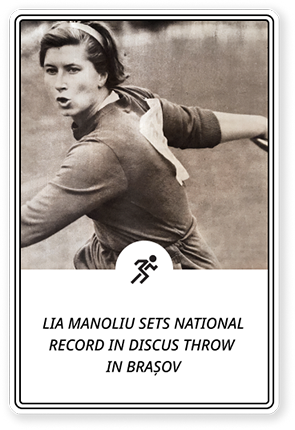 LIA MANOLIU SETS NATIONAL
RECORD IN DISCUS THROW
IN BRAȘOV